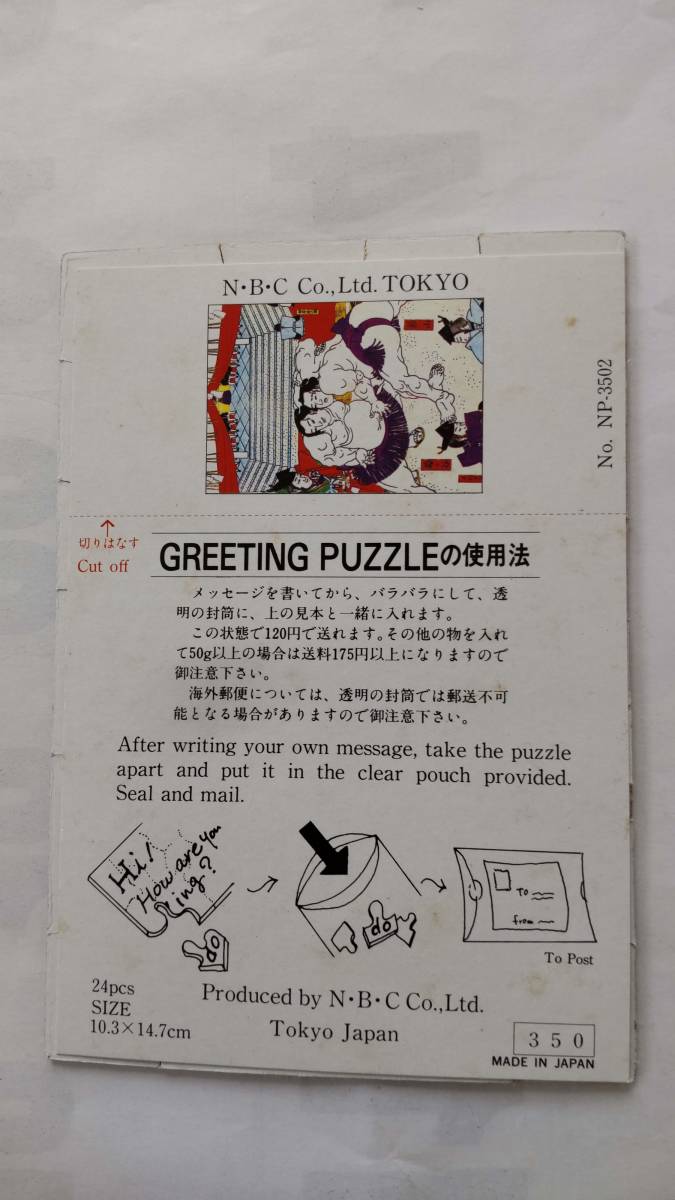 N・B・C Co.,Ltd. TOKYO
No. NP-3502
切りはなす
Cut off
GREETING PUZZLEの使用法
メッセージを書いてから、バラバラにして、透
明の封筒に、上の見本と一緒に入れます。
この状態で120円で送れます。その他の物を入れ
て50g以上の場合は送料175円以上になりますので
御注意下さい。
海外郵便については、透明の封筒では郵送不可
能となる場合がありますので御注意下さい。
After writing your own message, take the puzzle
apart and put it in the clear pouch provided.
Seal and mail.
Hi!
How are you
ing?
do
do
To
from
To Post
24pcs
SIZE
10.3×14.7cm
Produced by N・B・C Co., Ltd.
Tokyo Japan
350
MADE IN JAPAN